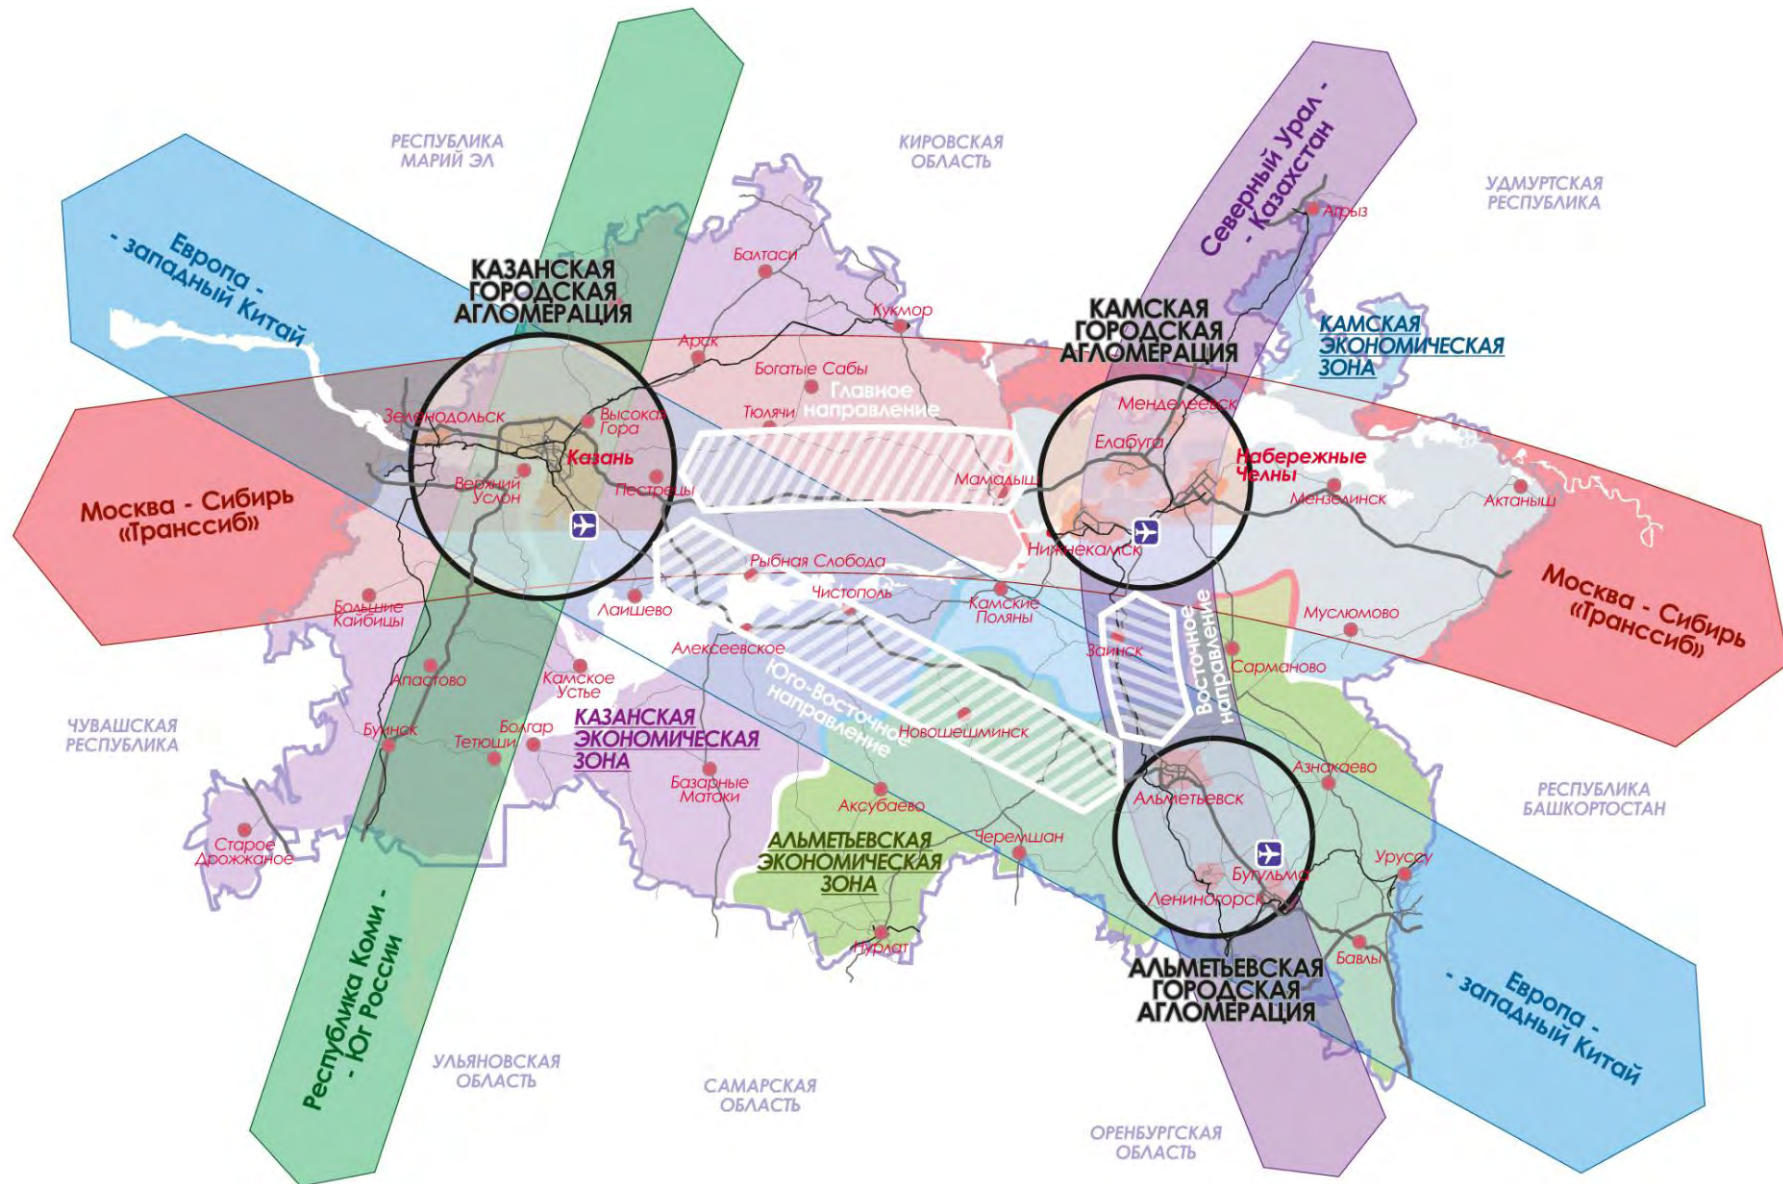 РЕСПУБЛИКА
МАРИЙ ЭЛ
КИРОВСКАЯ
ОБЛАСТЬ
УДМУРТСКАЯ
РЕСПУБЛИКА
Северный Урал -
- Казахстан
Агрыз
Европа -
- западный Китай
КАЗАНСКАЯ
ГОРОДСКАЯ
АГЛОМЕРАЦИЯ
Балтаси
Кукмор
КАМСКАЯ
ГОРОДСКАЯ
АГЛОМЕРАЦИЯ
КАМСКАЯ
ЭКОНОМИЧЕСКАЯ
ЗОНА
Арск
Богатые Сабы
Главное
направление
Тюлячи
Зеленодольск
Высокая
Гора
Казань
Верхний
Услон
Пестрецы
Мамадыш
Менделеевск
Елабуга
Набережные
Челны
Мензелинск
Актаныш
Нижнекамск
Москва - Сибирь
«Транссиб»
Москва - Сибирь
«Транссиб»
Рыбная Слобода
Чистополь
Камские
Поляны
Лаишево
Алексеевское
Большие
Кайбицы
Муслюмово
Заинск
Сарманово
Восточное
направление
Юго-Восточное
направление
Апастово
Камское
Устье
Новошешминск
ЧУВАШСКАЯ
РЕСПУБЛИКА
Буинск
Тетюши
Болгар
КАЗАНСКАЯ
ЭКОНОМИЧЕСКАЯ
ЗОНА
Базарные
Матаки
Аксубаево
Альметьевск
Азнакаево
РЕСПУБЛИКА
БАШКОРТОСТАН
Старое
Дрожжаное
АЛЬМЕТЬЕВСКАЯ
ЭКОНОМИЧЕСКАЯ
ЗОНА
Черемшан
Бугульма
Лениногорск
Уруссу
Нурлат
Бавлы
АЛЬМЕТЬЕВСКАЯ
ГОРОДСКАЯ
АГЛОМЕРАЦИЯ
Республика Коми -
- Юг России
Европа -
- западный Китай
УЛЬЯНОВСКАЯ
ОБЛАСТЬ
САМАРСКАЯ
ОБЛАСТЬ
ОРЕНБУРГСКАЯ
ОБЛАСТЬ